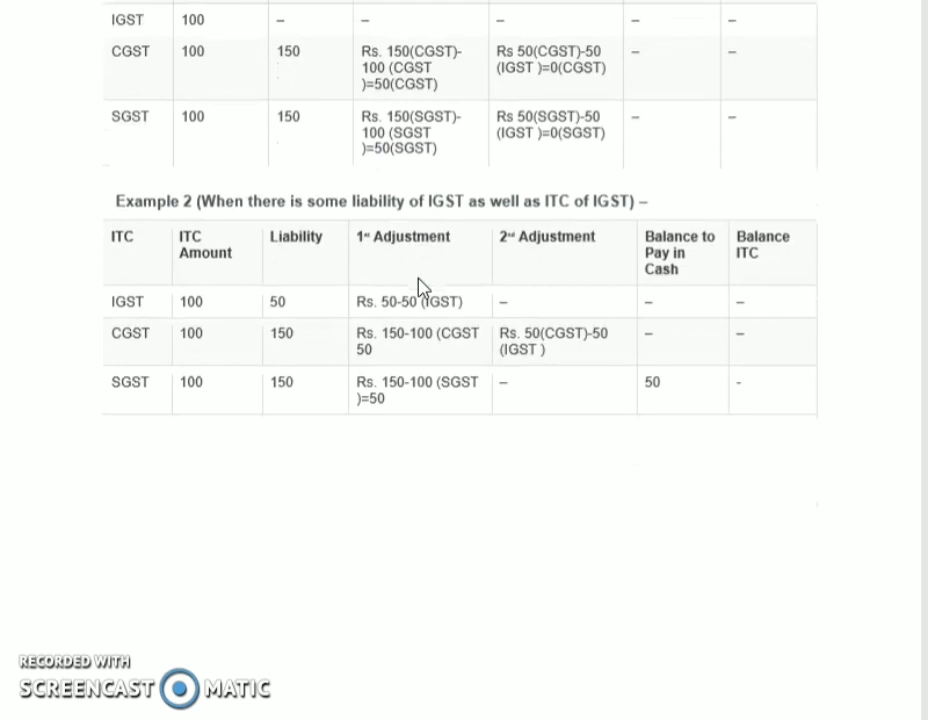 IGST 100 – – – – –
CGST 100 150 Rs. 150(CGST)- Rs 50(CGST)-50 – –
100 (CGST (IGST )=0(CGST)
)=50(CGST)
SGST 100 150 Rs. 150(SGST)- Rs 50(SGST)-50 – –
100 (SGST (IGST )=0(SGST)
)=50(SGST)
Example 2 (When there is some liability of IGST as well as ITC of IGST) –
ITC ITC Liability 1st Adjustment 2nd Adjustment Balance to Balance
Amount Pay in ITC
Cash
IGST 100 50 Rs. 50-50 (IGST) – – –
CGST 100 150 Rs. 150-100 (CGST Rs. 50(CGST)-50 – –
50 (IGST )
SGST 100 150 Rs. 150-100 (SGST – 50 -
)=50
RECORDED WITH
SCREENCAST MATIC